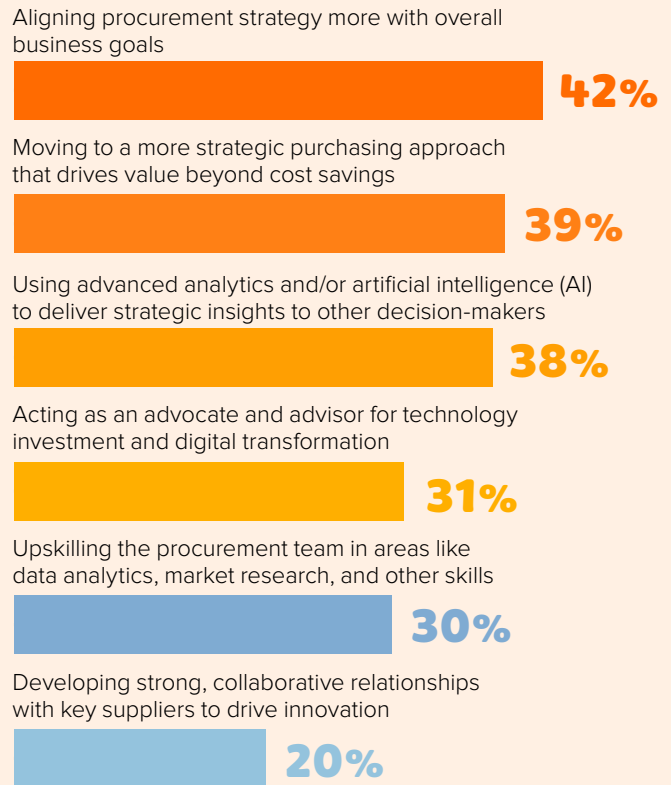 Aligning procurement strategy more with overall
business goals
42%
Moving to a more strategic purchasing approach
that drives value beyond cost savings
39%
Using advanced analytics and/or artificial intelligence (AI)
to deliver strategic insights to other decision-makers
38%
Acting as an advocate and advisor for technology
investment and digital transformation
31%
Upskilling the procurement team in areas like
data analytics, market research, and other skills
30%
Developing strong, collaborative relationships
with key suppliers to drive innovation
20%